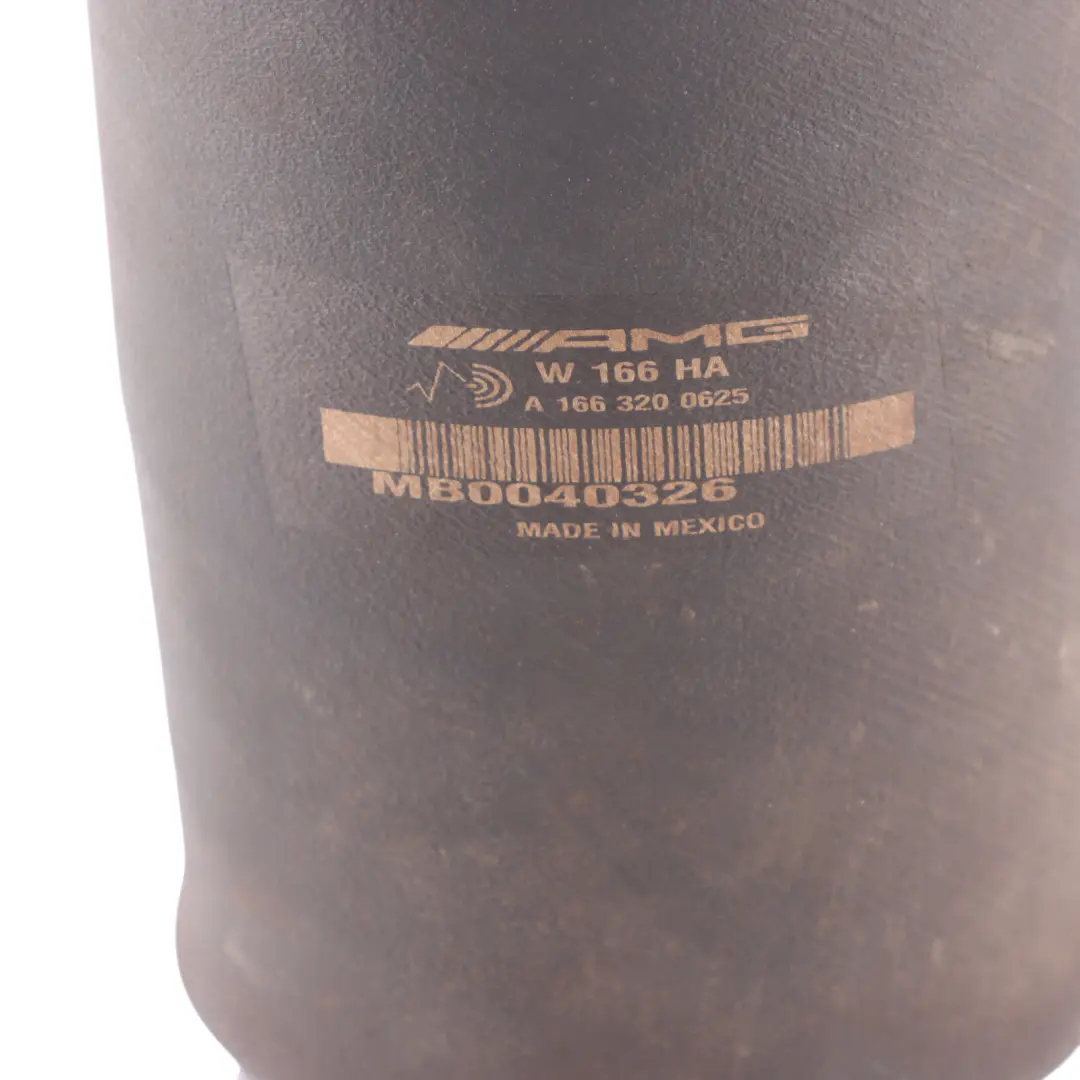 AMG
W 166 HA
A 166 320 0625
MB0040326
MADE IN MEXICO